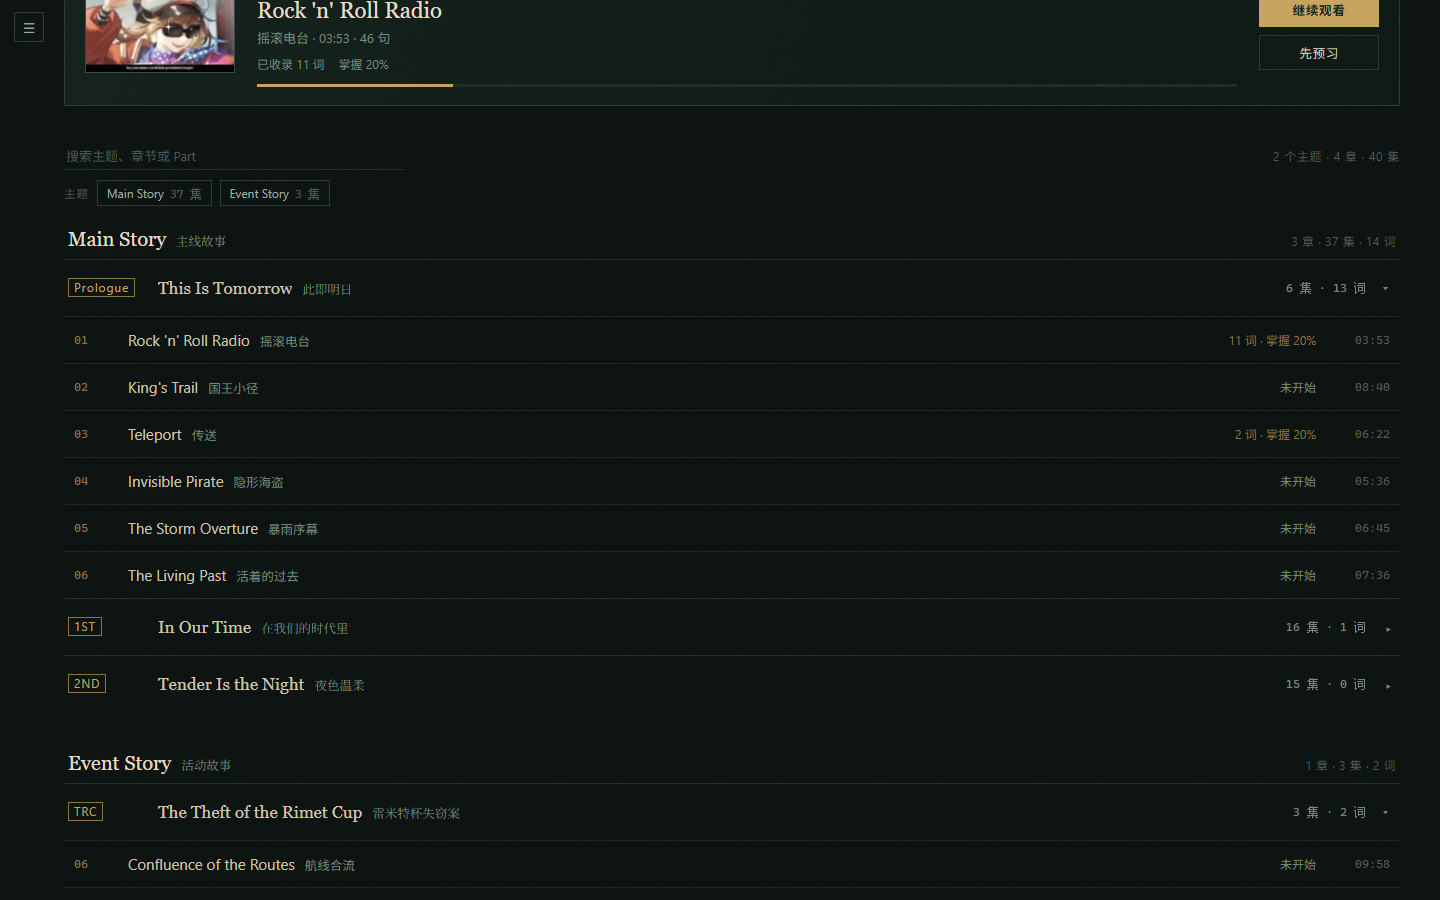 ☰
Rock 'n' Roll Radio
摇滚电台 · 03:53 · 46 句
已收录 11 词 掌握 20%
继续观看
先预习
搜索主题、章节或 Part
2 个主题 · 4 章 · 40 集
主题 Main Story 37 集 Event Story 3 集
Main Story 主线故事 3 章 · 37 集 · 14 词
Prologue This Is Tomorrow 此即明日 6 集 · 13 词 ▾
01 Rock 'n' Roll Radio 摇滚电台 11 词 · 掌握 20% 03:53
02 King's Trail 国王小径 未开始 08:40
03 Teleport 传送 2 词 · 掌握 20% 06:22
04 Invisible Pirate 隐形海盗 未开始 05:36
05 The Storm Overture 暴雨序幕 未开始 06:45
06 The Living Past 活着的过去 未开始 07:36
1ST In Our Time 在我们的时代里 16 集 · 1 词 ▸
2ND Tender Is the Night 夜色温柔 15 集 · 0 词 ▸
Event Story 活动故事 1 章 · 3 集 · 2 词
TRC The Theft of the Rimet Cup 雷米特杯失窃案 3 集 · 2 词 ▾
06 Confluence of the Routes 航线合流 未开始 09:58